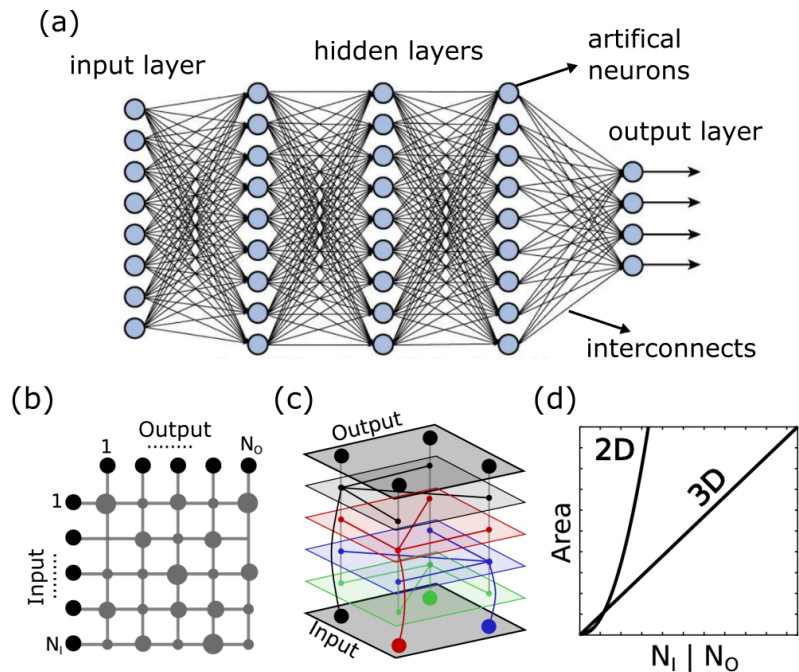 (a)
input layer
hidden layers
artifical
neurons
output layer
interconnects
(b)
Output
1 ........ N_O
1
Input
........
N_I
(c)
Output
Input
(d)
2D
3D
Area
N_I | N_O